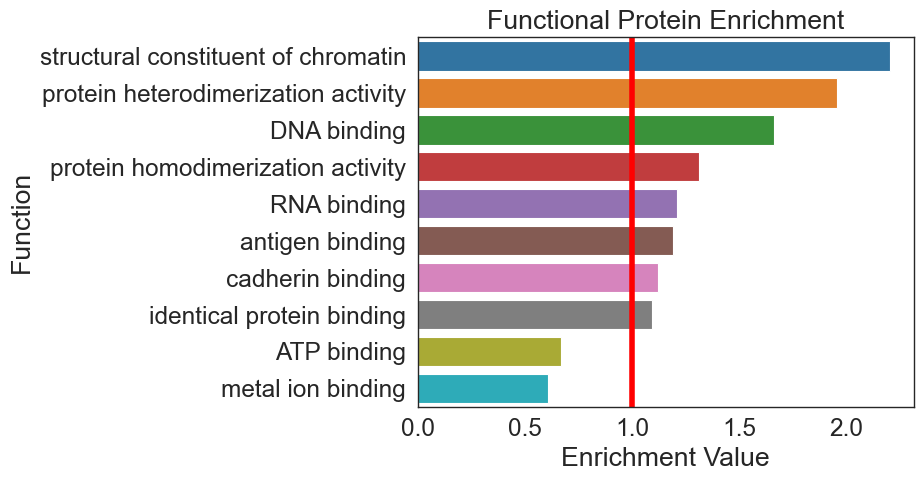 Functional Protein Enrichment
structural constituent of chromatin
protein heterodimerization activity
DNA binding
protein homodimerization activity
RNA binding
antigen binding
cadherin binding
identical protein binding
ATP binding
metal ion binding
Function
0.0 0.5 1.0 1.5 2.0
Enrichment Value